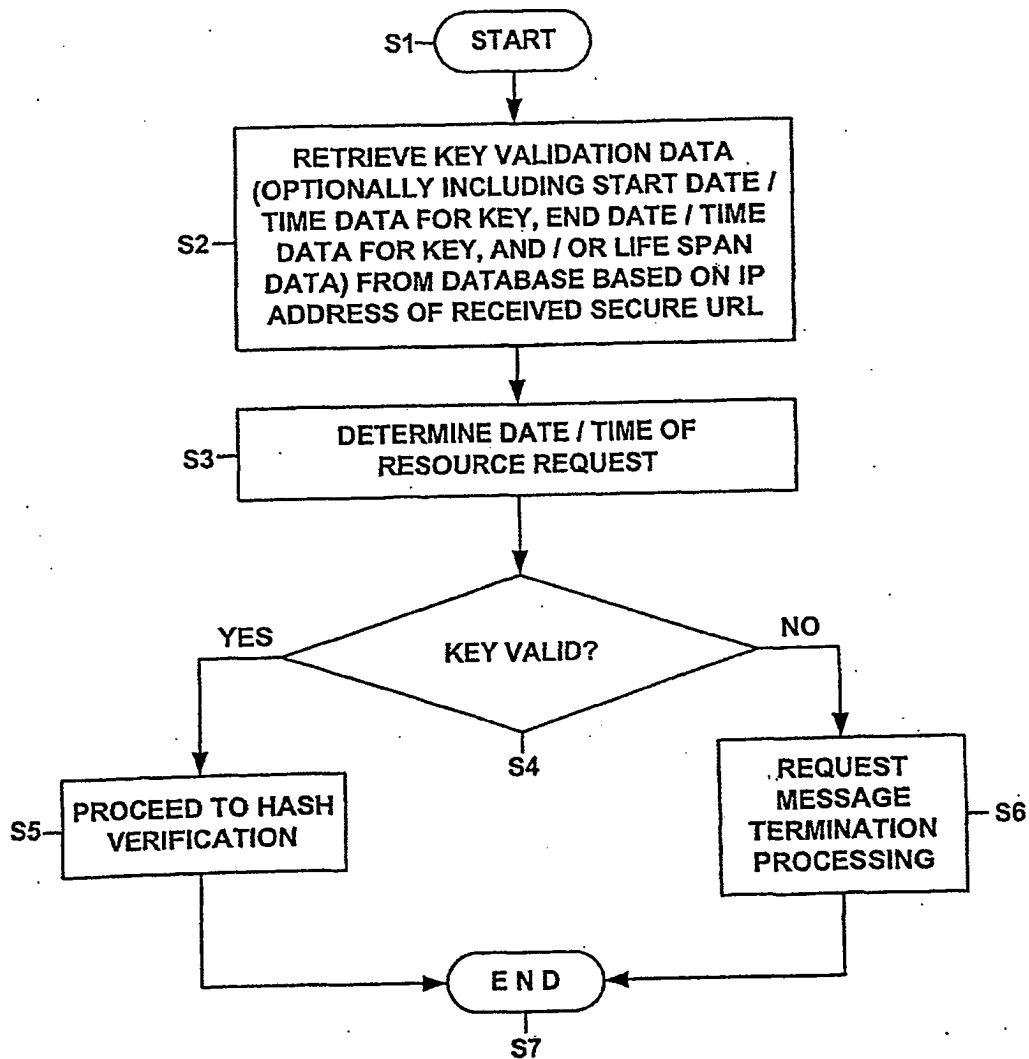 S1
START
RETRIEVE KEY VALIDATION DATA
(OPTIONALLY INCLUDING START DATE /
TIME DATA FOR KEY, END DATE / TIME
DATA FOR KEY, AND / OR LIFE SPAN
DATA) FROM DATABASE BASED ON IP
ADDRESS OF RECEIVED SECURE URL
S2
DETERMINE DATE / TIME OF
RESOURCE REQUEST
S3
YES
KEY VALID?
NO
S4
PROCEED TO HASH
VERIFICATION
S5
REQUEST
MESSAGE
TERMINATION
PROCESSING
S6
END
S7